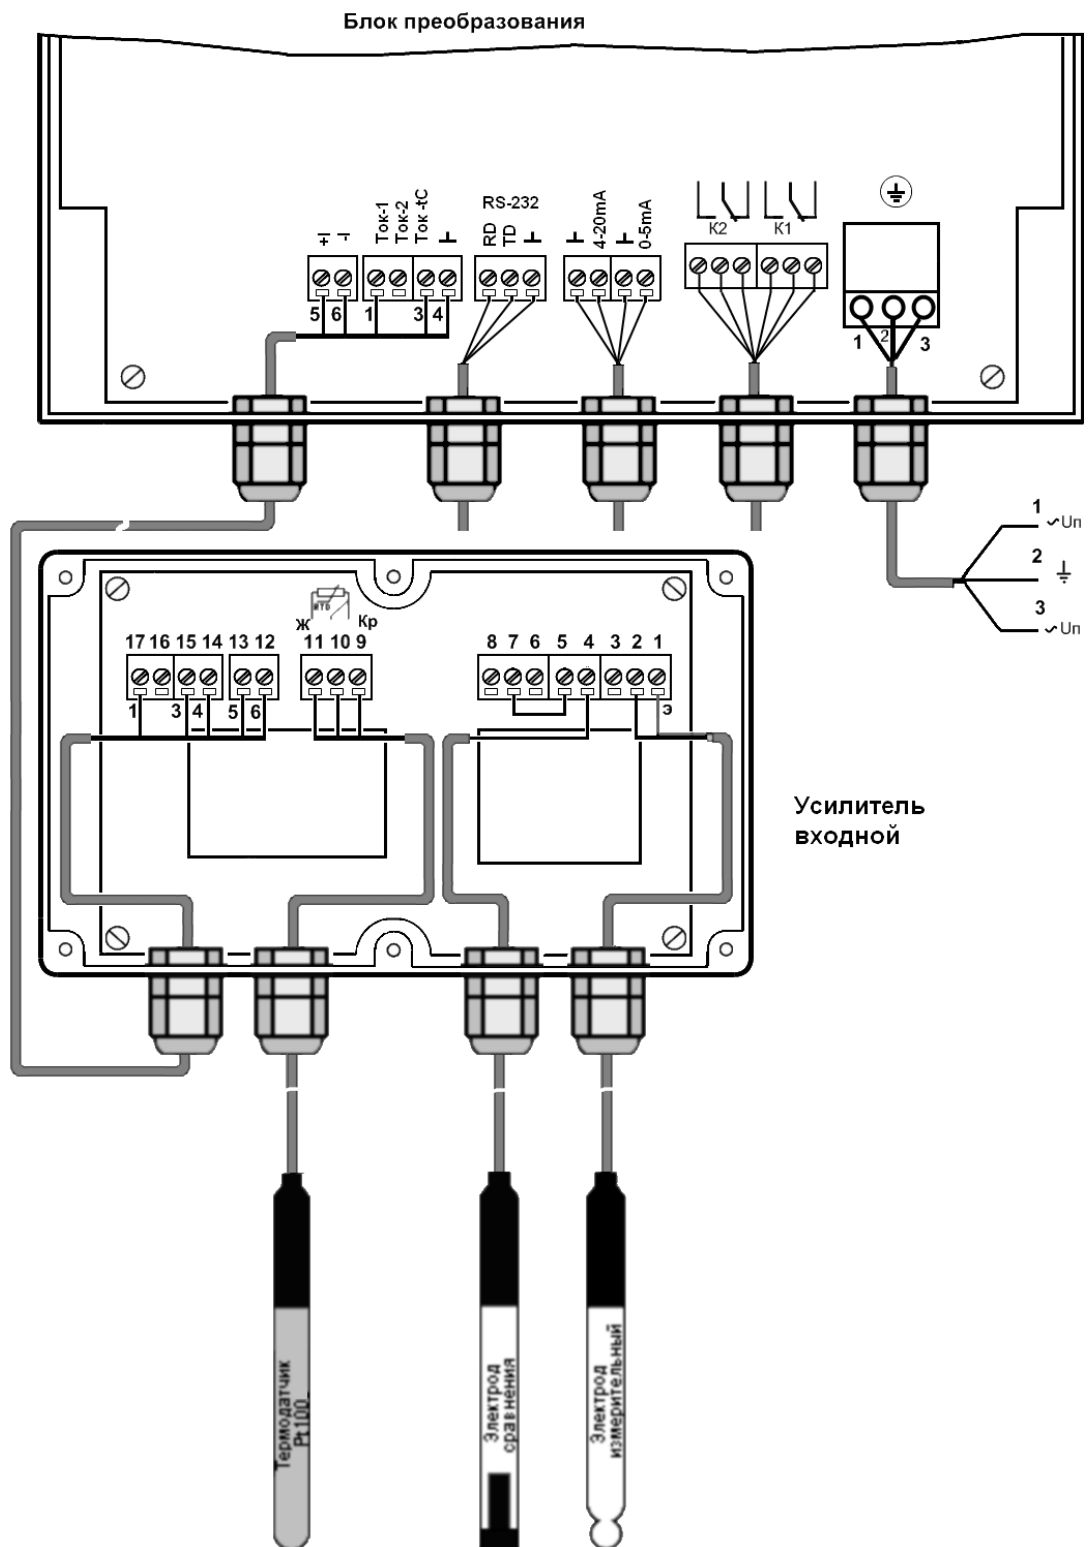 Блок преобразования
+I
-I
Ток-1
Ток-2
Ток-tC
RS-232
RD
TD
4-20mA
0-5mA
К2
К1
5 6 1 3 4
1 2 3
1 ~Uп
2
3 ~Uп
Ж
Кр
17 16 15 14 13 12 11 10 9 8 7 6 5 4 3 2 1
1 3 4 5 6
Э
Усилитель
входной
Термодатчик
Pt100
Электрод
сравнения
Электрод
измерительный